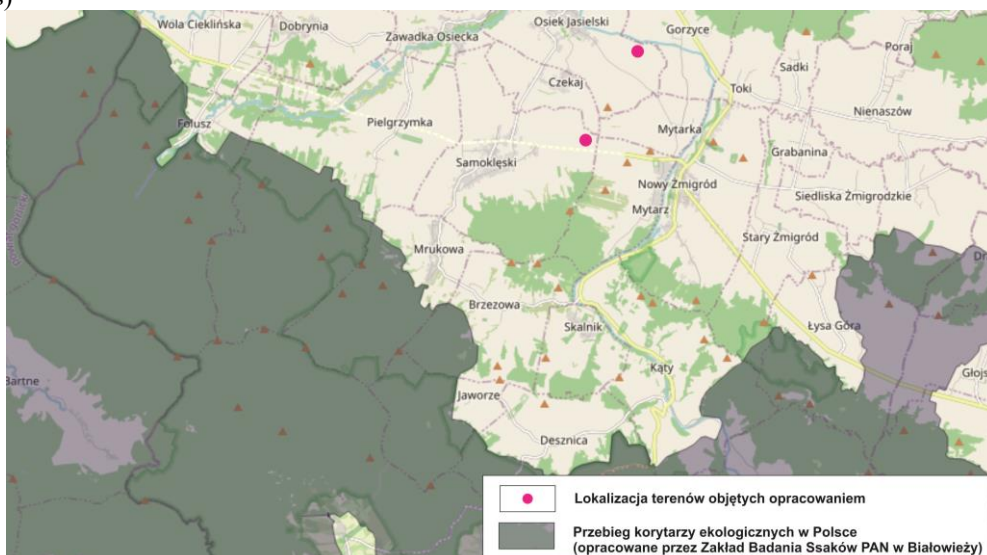 Wola Cieklińska
Dobrynia
Zawadka Osiecka
Osiek Jasielski
Gorzyce
Poraj
Sadki
Czekaj
Toki
Nienaszów
Folusz
Pielgrzymka
Mytarka
Samoklęski
Grabanina
Nowy Żmigród
Siedliska Żmigrodzkie
Mytarz
Mrukowa
Stary Żmigród
Brzezowa
Skalnik
Łysa Góra
Bartne
Kąty
Głojs
Jaworze
Desznica
Lokalizacja terenów objętych opracowaniem
Przebieg korytarzy ekologicznych w Polsce
(opracowane przez Zakład Badania Ssaków PAN w Białowieży)